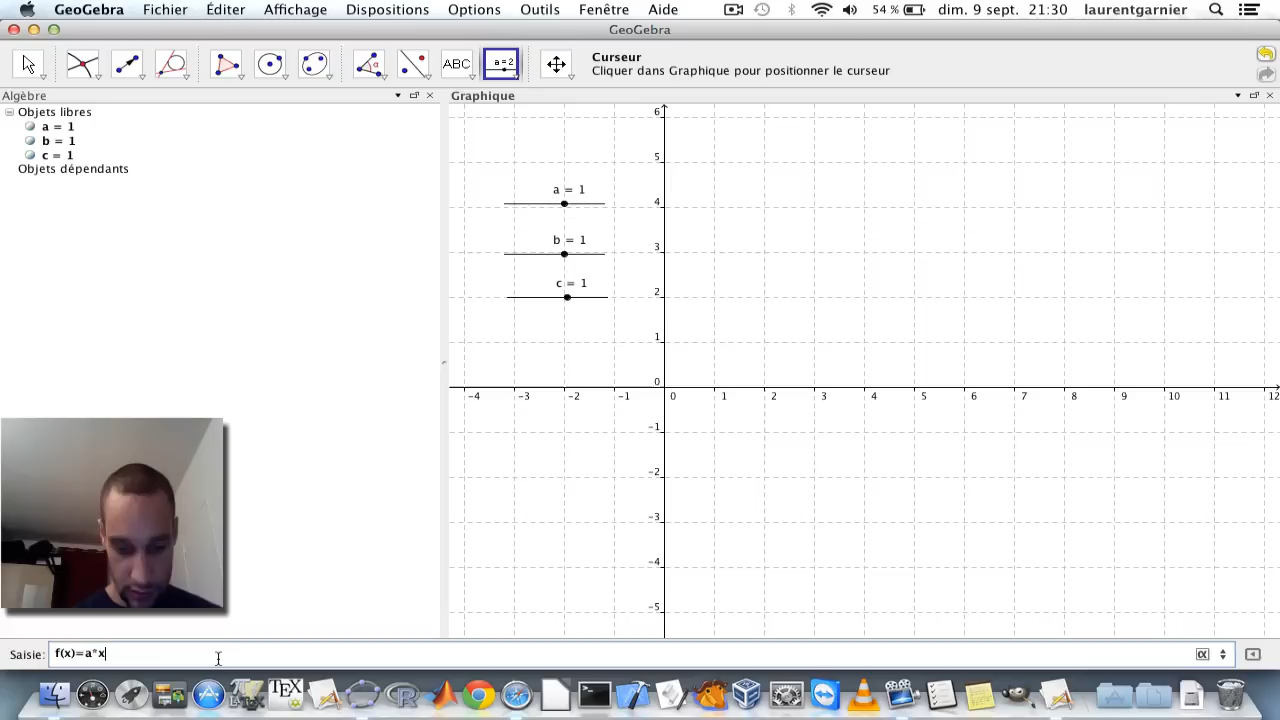 GeoGebra Fichier Éditer Affichage Dispositions Options Outils Fenêtre Aide 54 % dim. 9 sept. 21:30 laurentgarnier
GeoGebra
ABC a = 2
Curseur
Cliquer dans Graphique pour positionner le curseur
Algèbre
Graphique
Objets libres
a = 1
b = 1
c = 1
Objets dépendants
a = 1
b = 1
c = 1
6
5
4
3
2
1
0
-4 -3 -2 -1 0 1 2 3 4 5 6 7 8 9 10 11 12
-1
-2
-3
-4
-5
Saisie: f(x)=a*x α
TEX
R